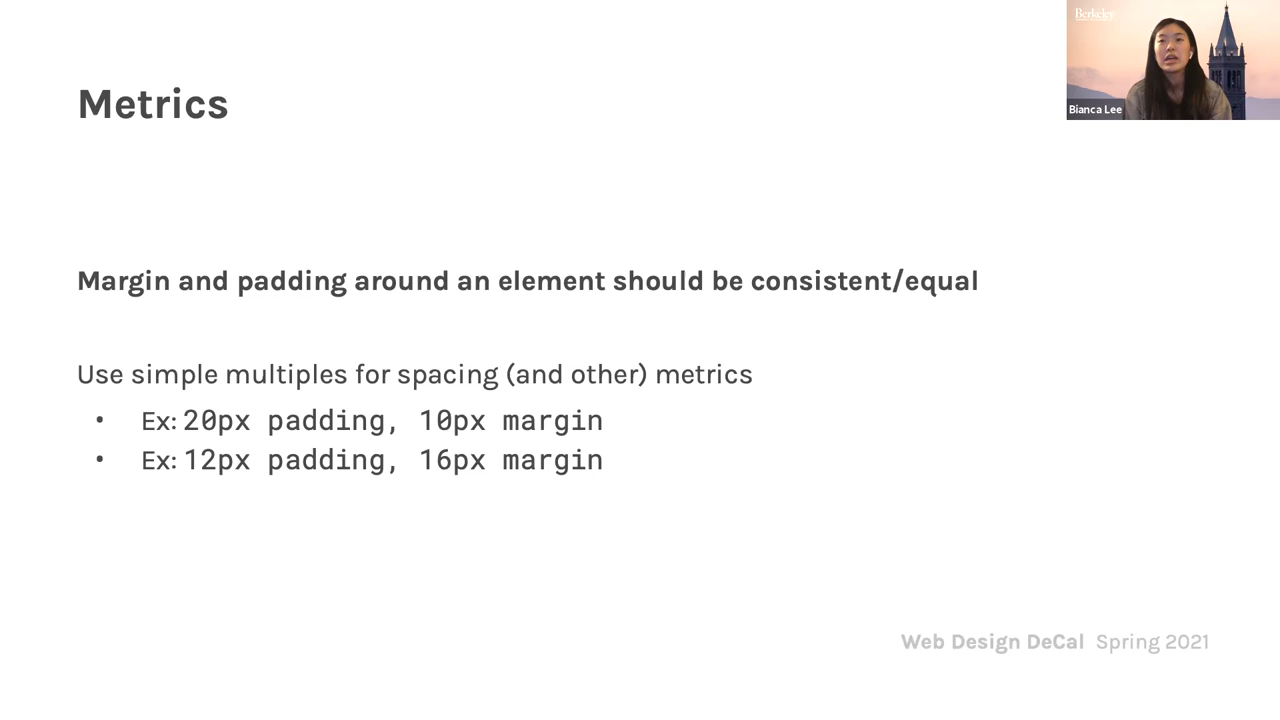 Berkeley
Bianca Lee
Metrics
Margin and padding around an element should be consistent/equal
Use simple multiples for spacing (and other) metrics
• Ex: 20px padding, 10px margin
• Ex: 12px padding, 16px margin
Web Design DeCal Spring 2021